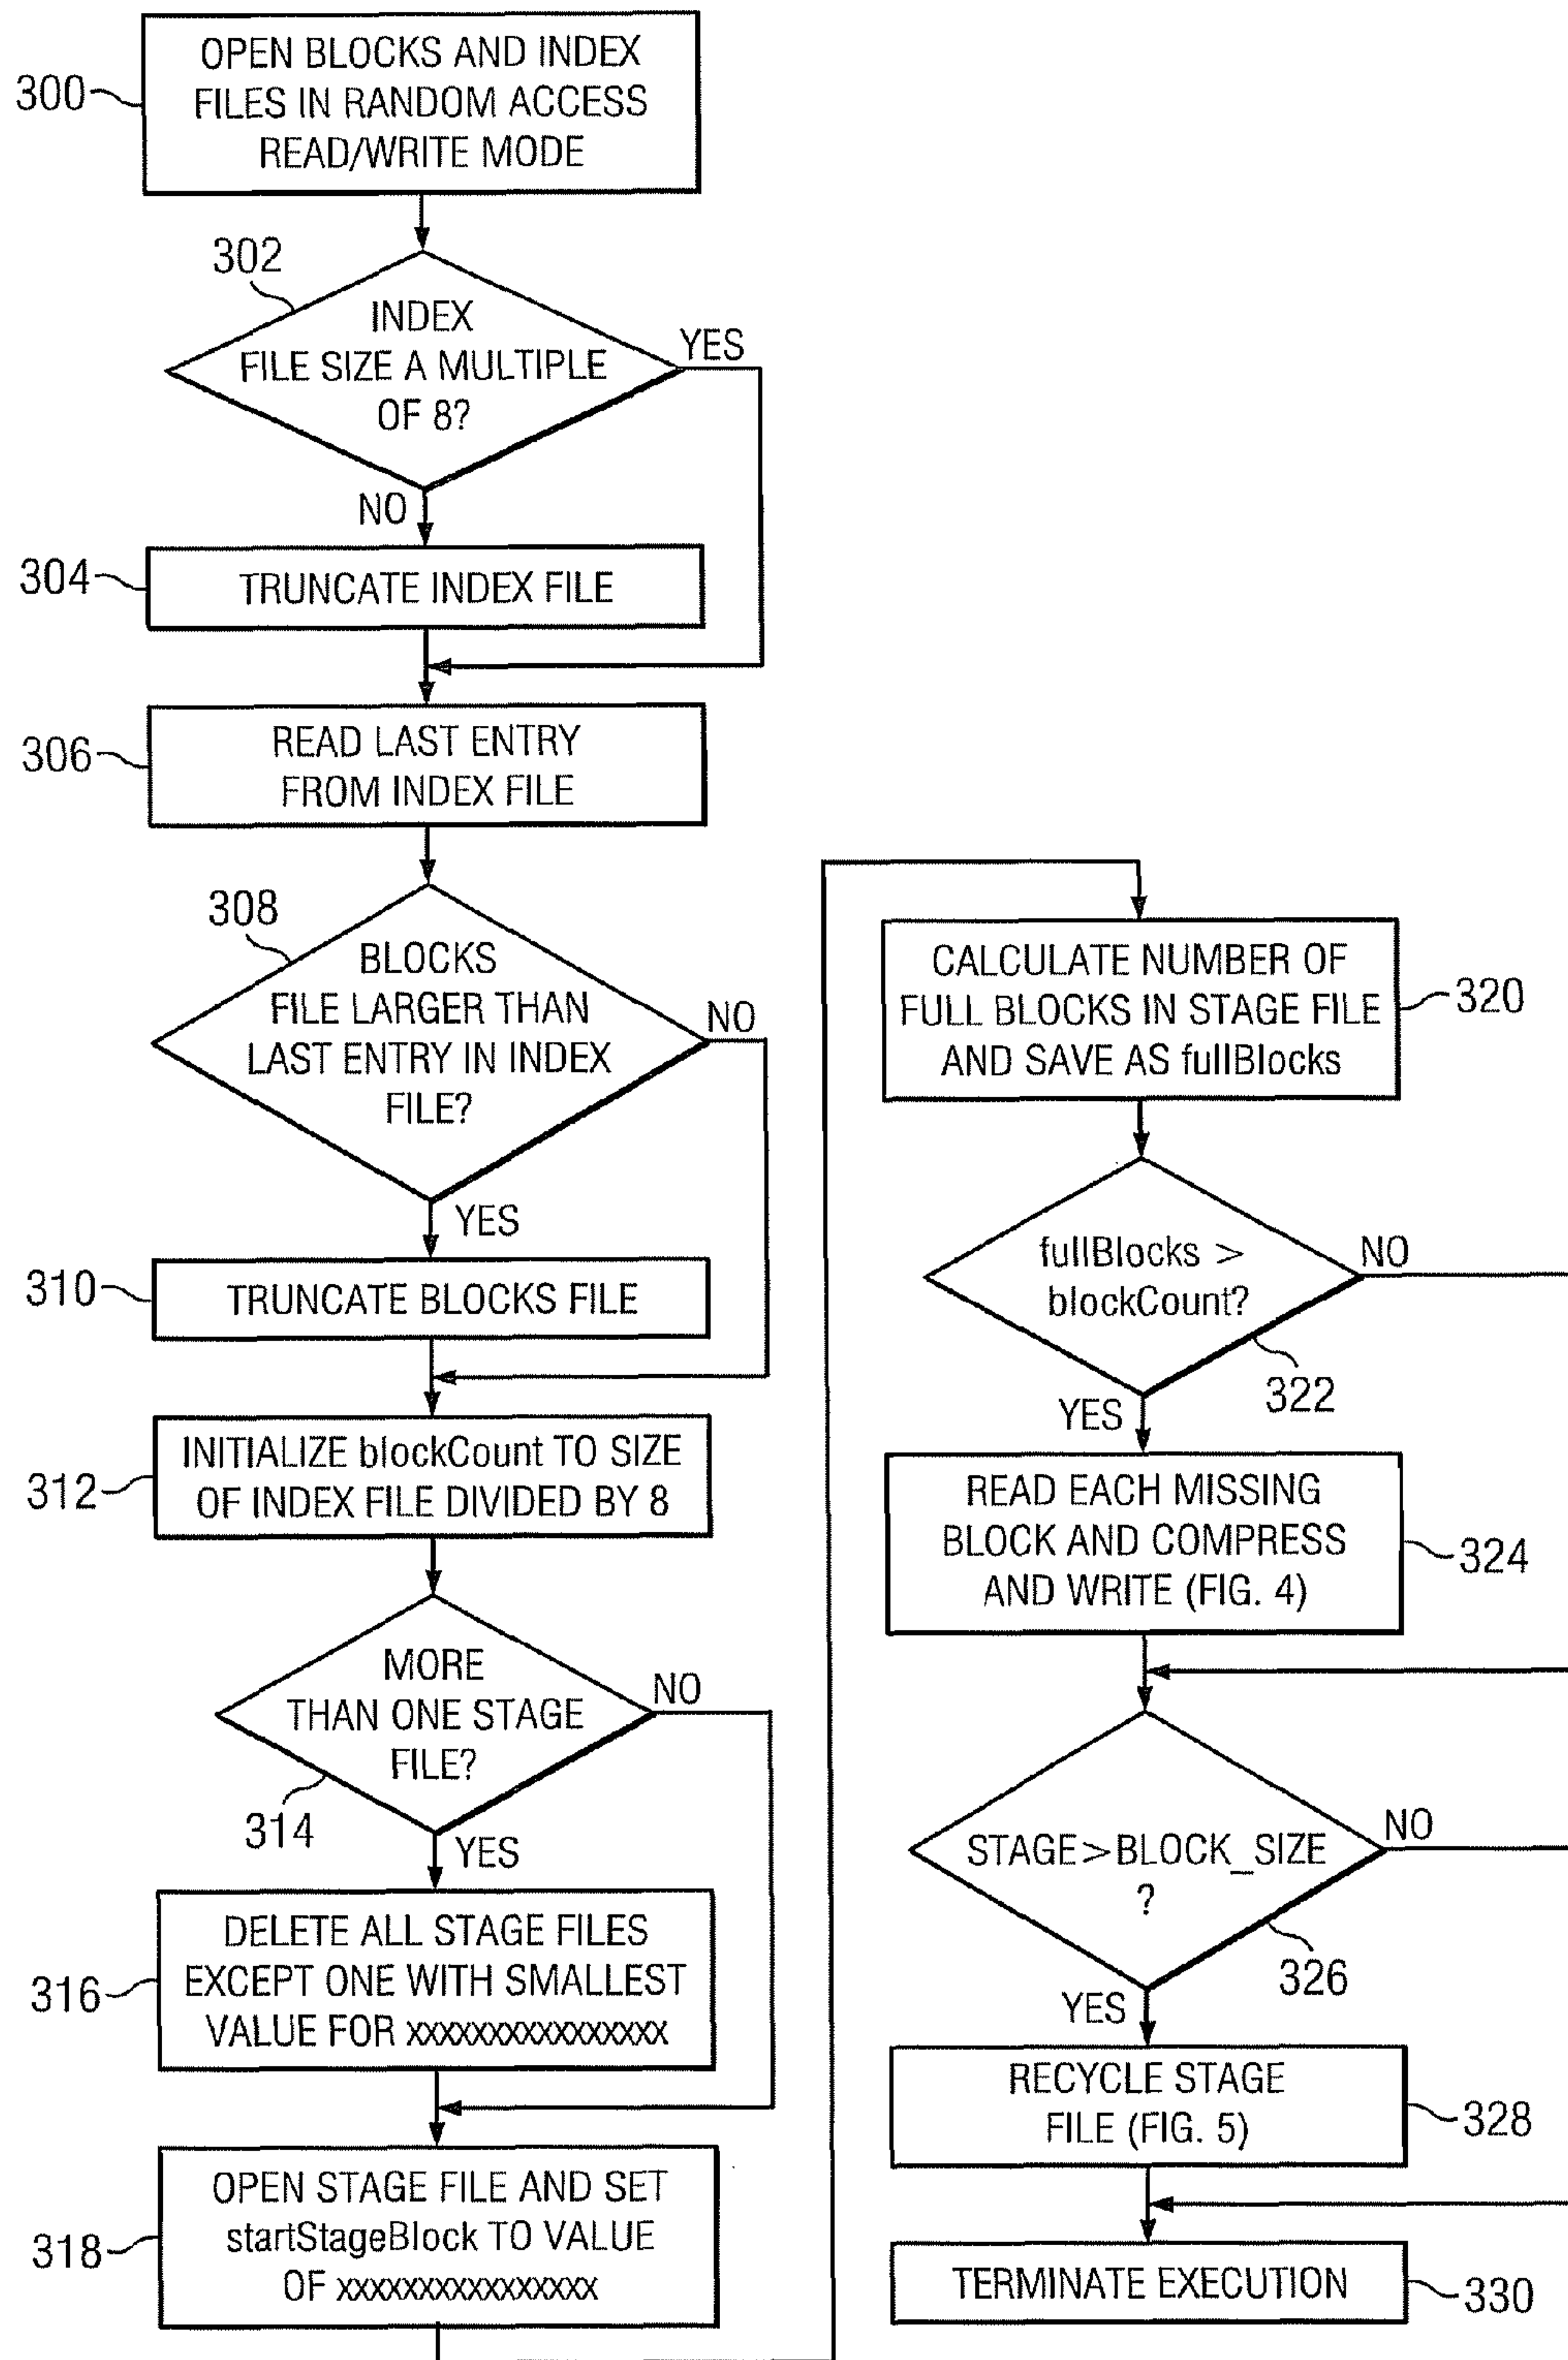 300
OPEN BLOCKS AND INDEX
FILES IN RANDOM ACCESS
READ/WRITE MODE
302
INDEX
FILE SIZE A MULTIPLE
OF 8?
YES
NO
304
TRUNCATE INDEX FILE
306
READ LAST ENTRY
FROM INDEX FILE
308
BLOCKS
FILE LARGER THAN
LAST ENTRY IN INDEX
FILE?
NO
YES
310
TRUNCATE BLOCKS FILE
312
INITIALIZE blockCount TO SIZE
OF INDEX FILE DIVIDED BY 8
314
MORE
THAN ONE STAGE
FILE?
NO
YES
316
DELETE ALL STAGE FILES
EXCEPT ONE WITH SMALLEST
VALUE FOR xxxxxxxxxxxxxxxx
318
OPEN STAGE FILE AND SET
startStageBlock TO VALUE
OF xxxxxxxxxxxxxxxx
CALCULATE NUMBER OF
FULL BLOCKS IN STAGE FILE
AND SAVE AS fullBlocks
320
fullBlocks >
blockCount?
NO
322
YES
READ EACH MISSING
BLOCK AND COMPRESS
AND WRITE (FIG. 4)
324
STAGE>BLOCK_SIZE
?
NO
326
YES
RECYCLE STAGE
FILE (FIG. 5)
328
TERMINATE EXECUTION
330